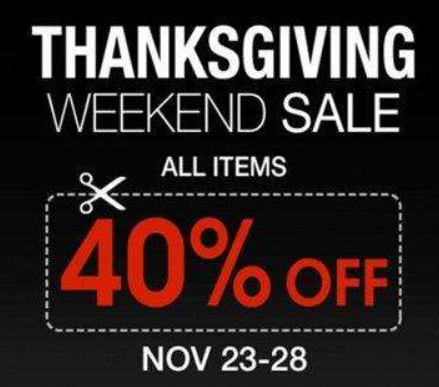 THANKSGIVING
WEEKEND SALE
ALL ITEMS
40% OFF
NOV 23-28